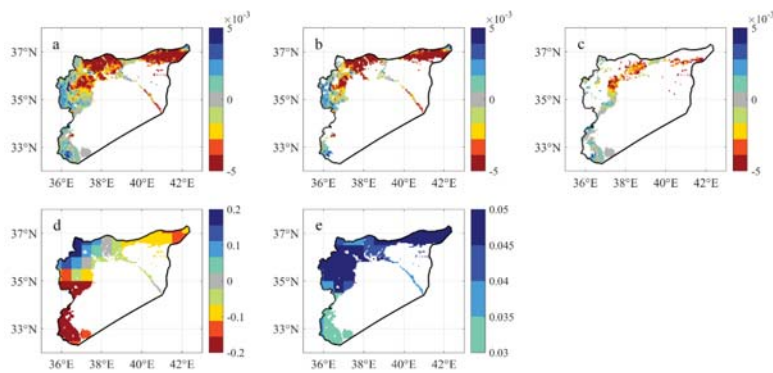 ×10⁻³ ×10⁻³ ×10⁻³
a b c
37°N 37°N 37°N
35°N 35°N 35°N
33°N 33°N 33°N
5 5 5
0 0 0
-5 -5 -5
36°E 38°E 40°E 42°E 36°E 38°E 40°E 42°E 36°E 38°E 40°E 42°E
d e
37°N 37°N
35°N 35°N
33°N 33°N
0.2 0.05
0.1 0.045
0 0.04
-0.1 0.035
-0.2 0.03
36°E 38°E 40°E 42°E 36°E 38°E 40°E 42°E